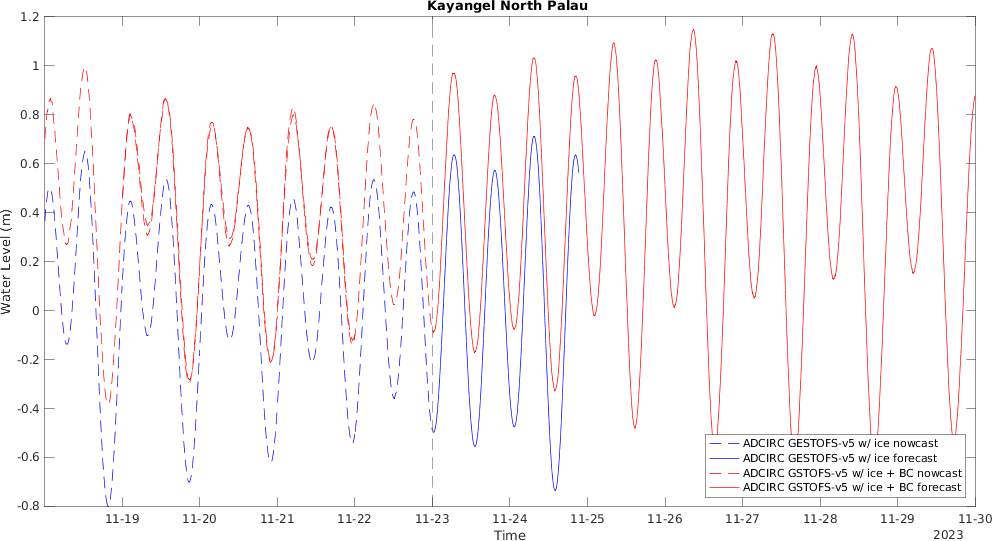 Kayangel North Palau
1.2
1
0.8
0.6
0.4
0.2
0
-0.2
-0.4
-0.6
-0.8
Water Level (m)
ADCIRC GESTOFS-v5 w/ ice nowcast
ADCIRC GESTOFS-v5 w/ ice forecast
ADCIRC GSTOFS-v5 w/ ice + BC nowcast
ADCIRC GSTOFS-v5 w/ ice + BC forecast
11-19 11-20 11-21 11-22 11-23 11-24 11-25 11-26 11-27 11-28 11-29 11-30
Time
2023